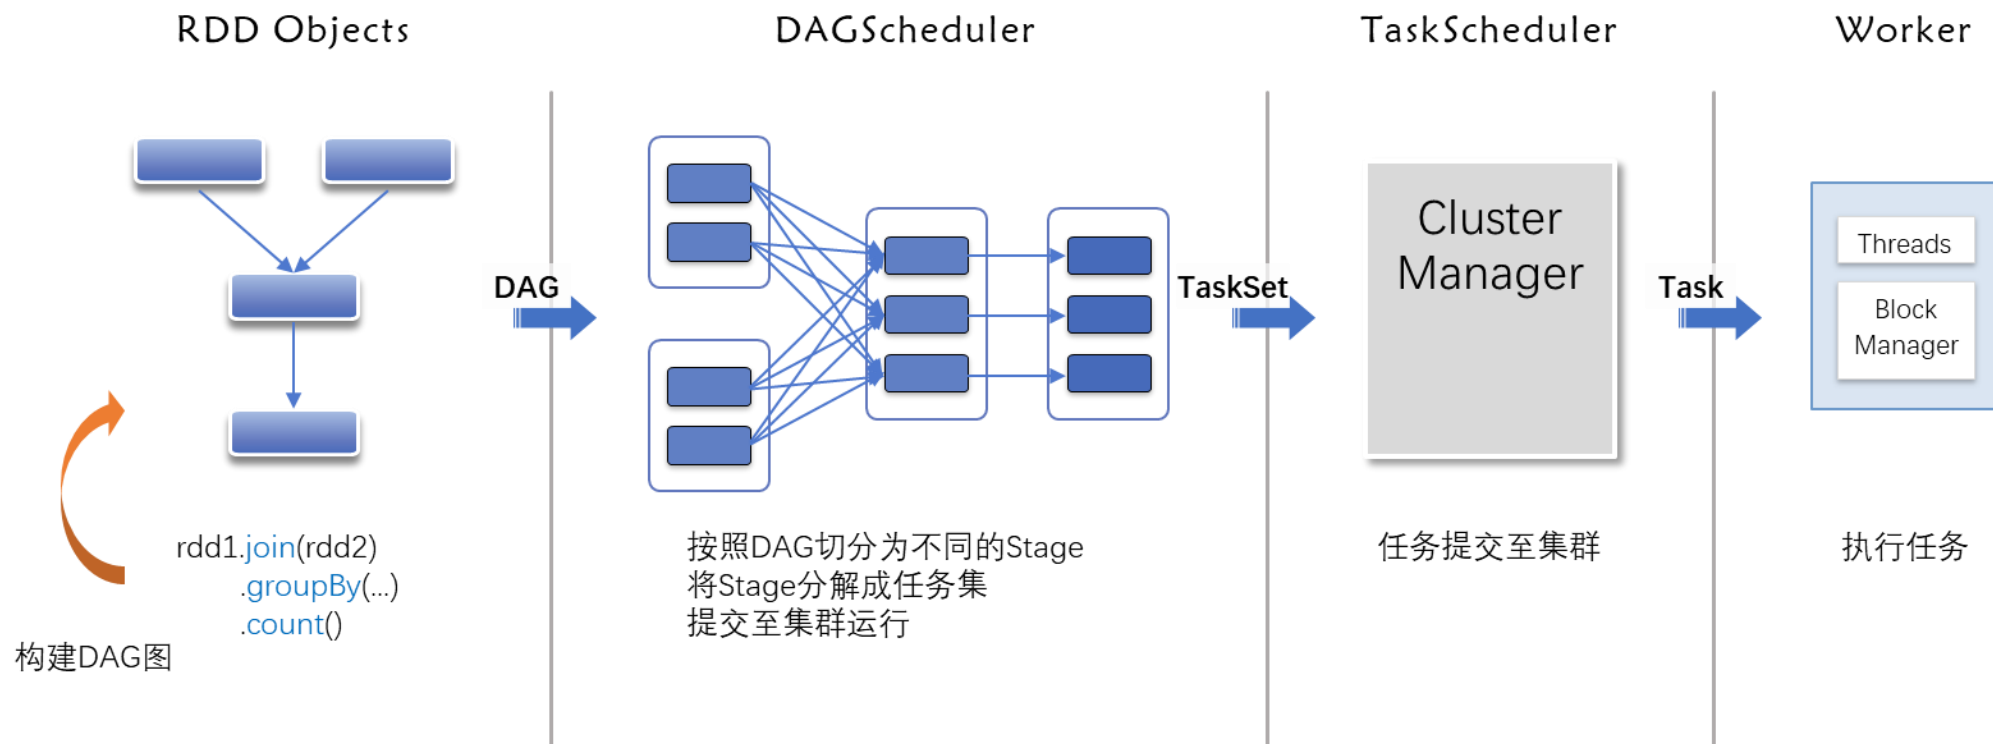 RDD Objects
DAGScheduler
TaskScheduler
Worker
DAG
TaskSet
Cluster
Manager
Task
Threads
Block
Manager
rdd1.join(rdd2)
.groupBy(...)
.count()
构建DAG图
按照DAG切分为不同的Stage
将Stage分解成任务集
提交至集群运行
任务提交至集群
执行任务